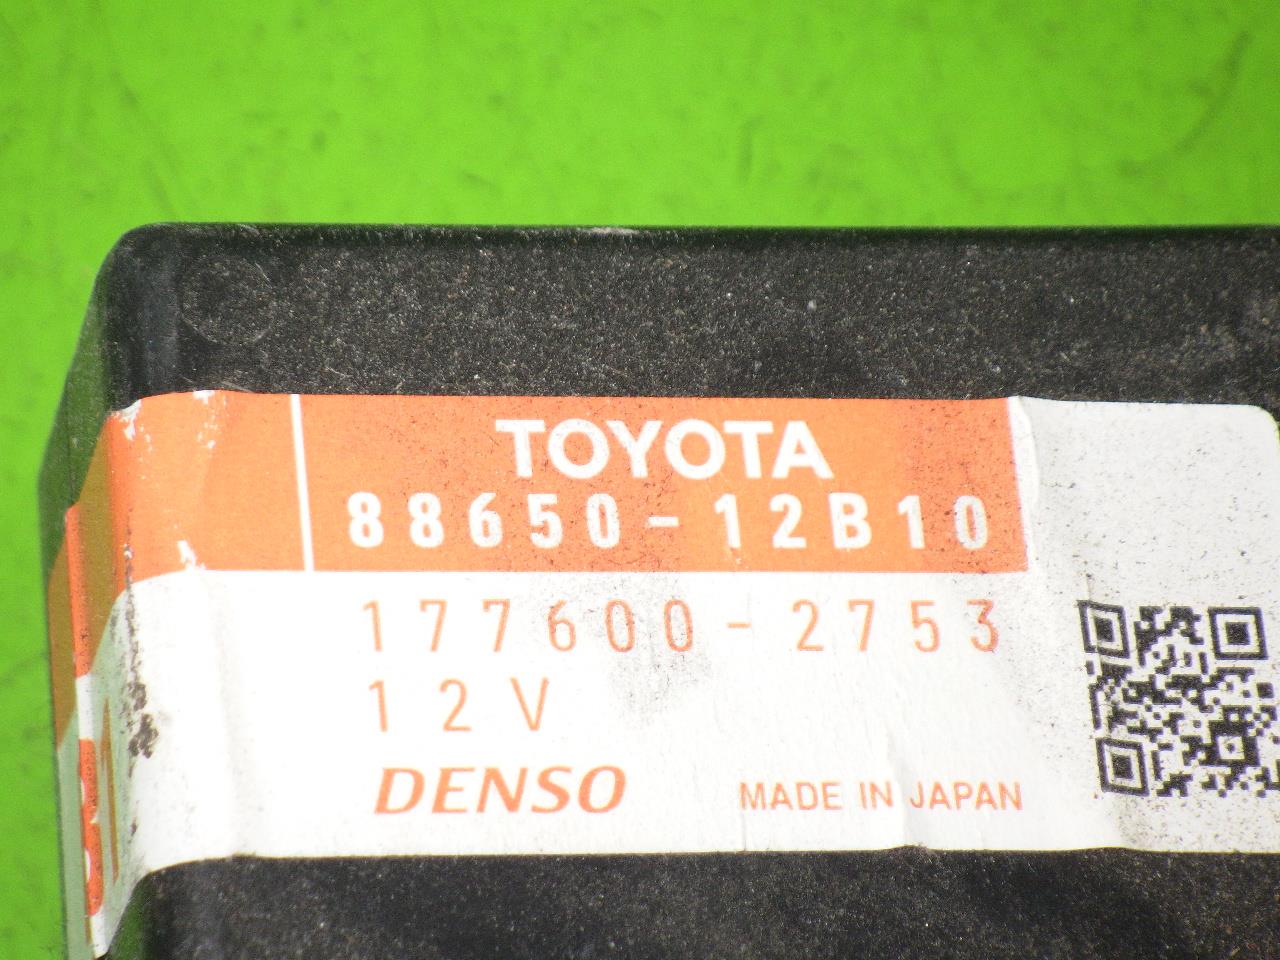 TOYOTA
88650-12B10
177600-2753
12V
DENSO
MADE IN JAPAN